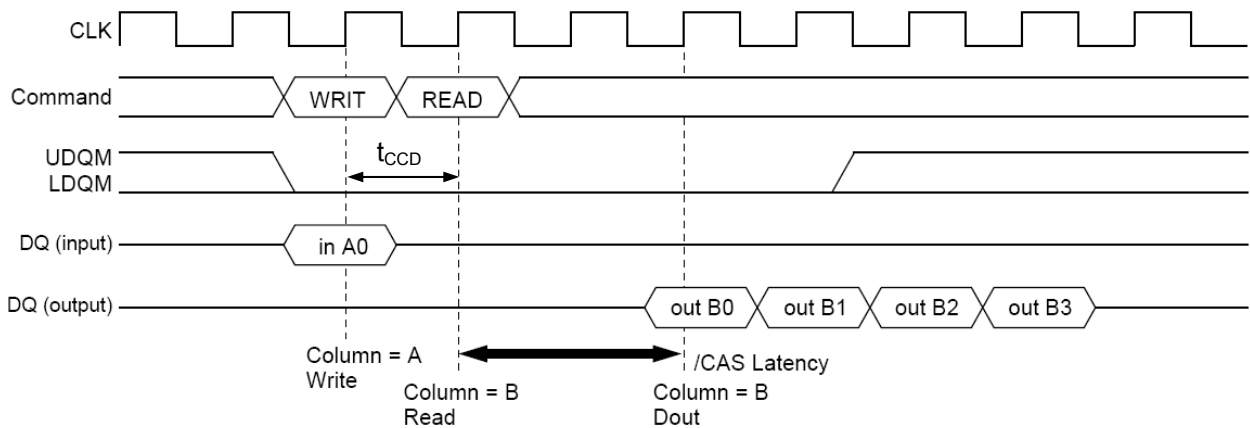 CLK
Command
WRIT
READ
UDQM
LDQM
tCCD
DQ (input)
in A0
DQ (output)
out B0
out B1
out B2
out B3
Column = A
Write
/CAS Latency
Column = B
Read
Column = B
Dout